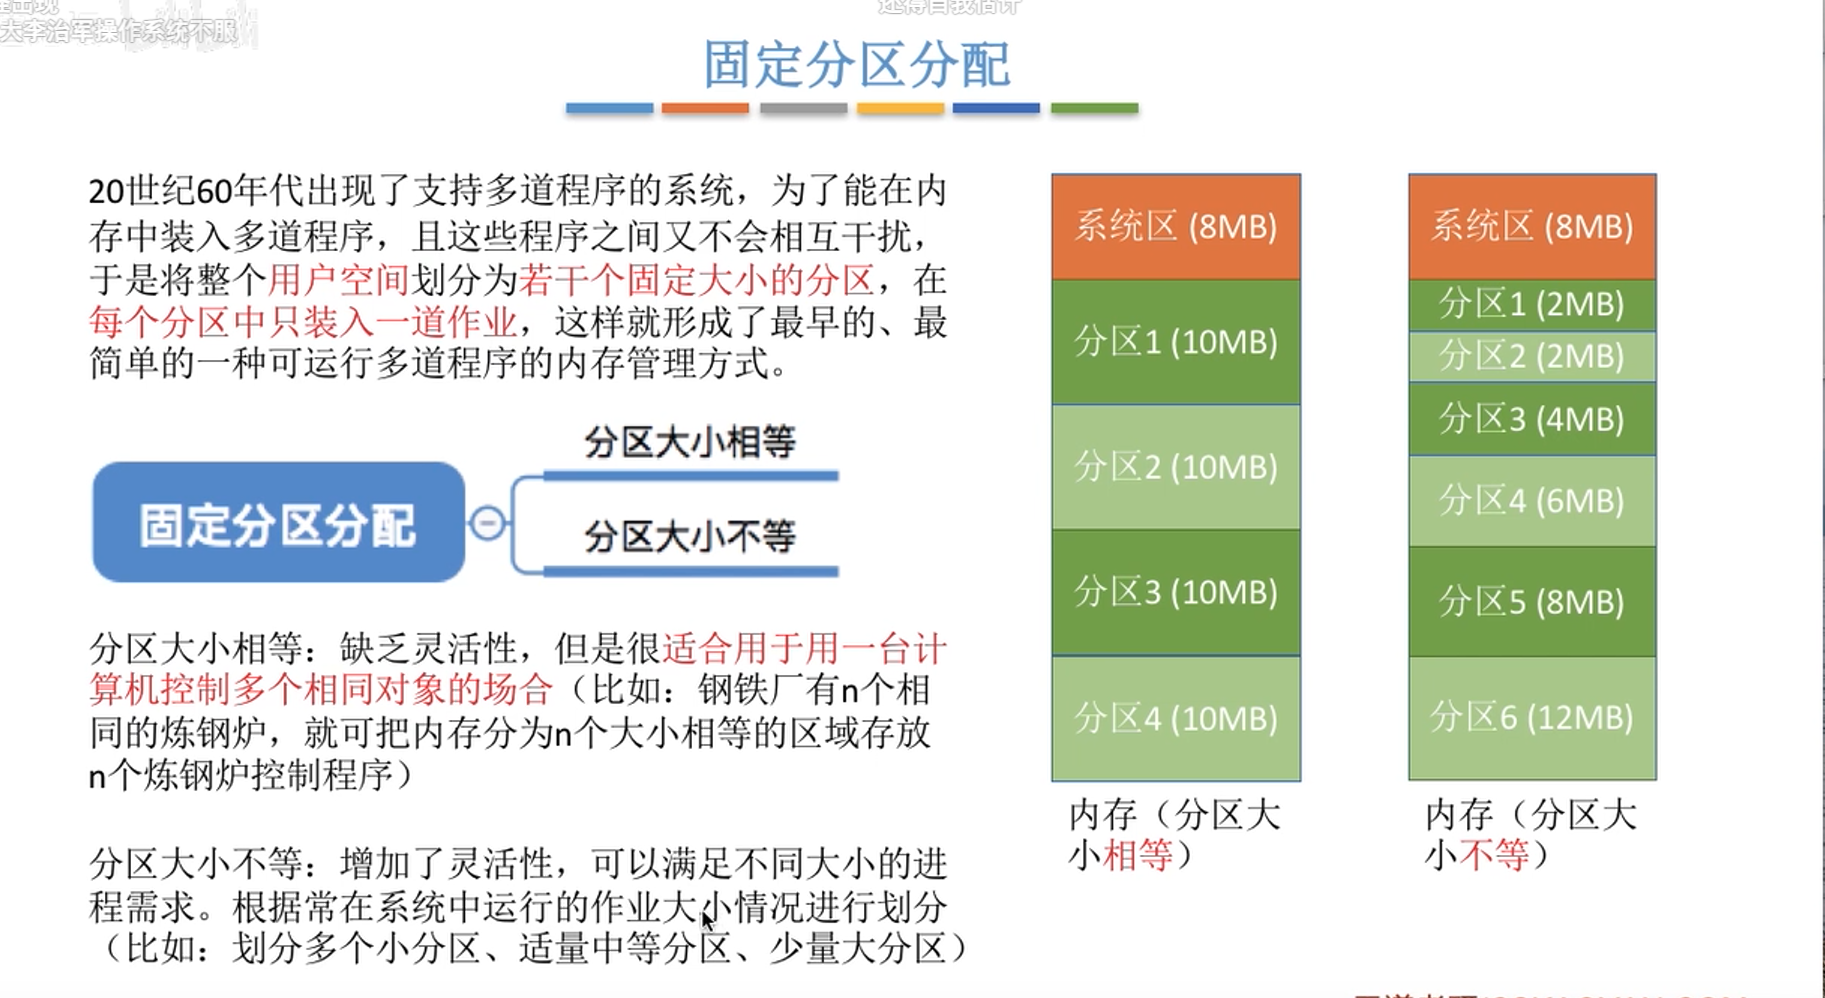 大李治军操作系统不服
还得自我估计
固定分区分配
20世纪60年代出现了支持多道程序的系统，为了能在内
存中装入多道程序，且这些程序之间又不会相互干扰，
于是将整个用户空间划分为若干个固定大小的分区，在
每个分区中只装入一道作业，这样就形成了最早的、最
简单的一种可运行多道程序的内存管理方式。
固定分区分配
分区大小相等
分区大小不等
分区大小相等：缺乏灵活性，但是很适合用于用一台计
算机控制多个相同对象的场合（比如：钢铁厂有n个相
同的炼钢炉，就可把内存分为n个大小相等的区域存放
n个炼钢炉控制程序）
分区大小不等：增加了灵活性，可以满足不同大小的进
程需求。根据常在系统中运行的作业大小情况进行划分
（比如：划分多个小分区、适量中等分区、少量大分区）
系统区 (8MB)
分区1 (10MB)
分区2 (10MB)
分区3 (10MB)
分区4 (10MB)
内存（分区大
小相等）
系统区 (8MB)
分区1 (2MB)
分区2 (2MB)
分区3 (4MB)
分区4 (6MB)
分区5 (8MB)
分区6 (12MB)
内存（分区大
小不等）